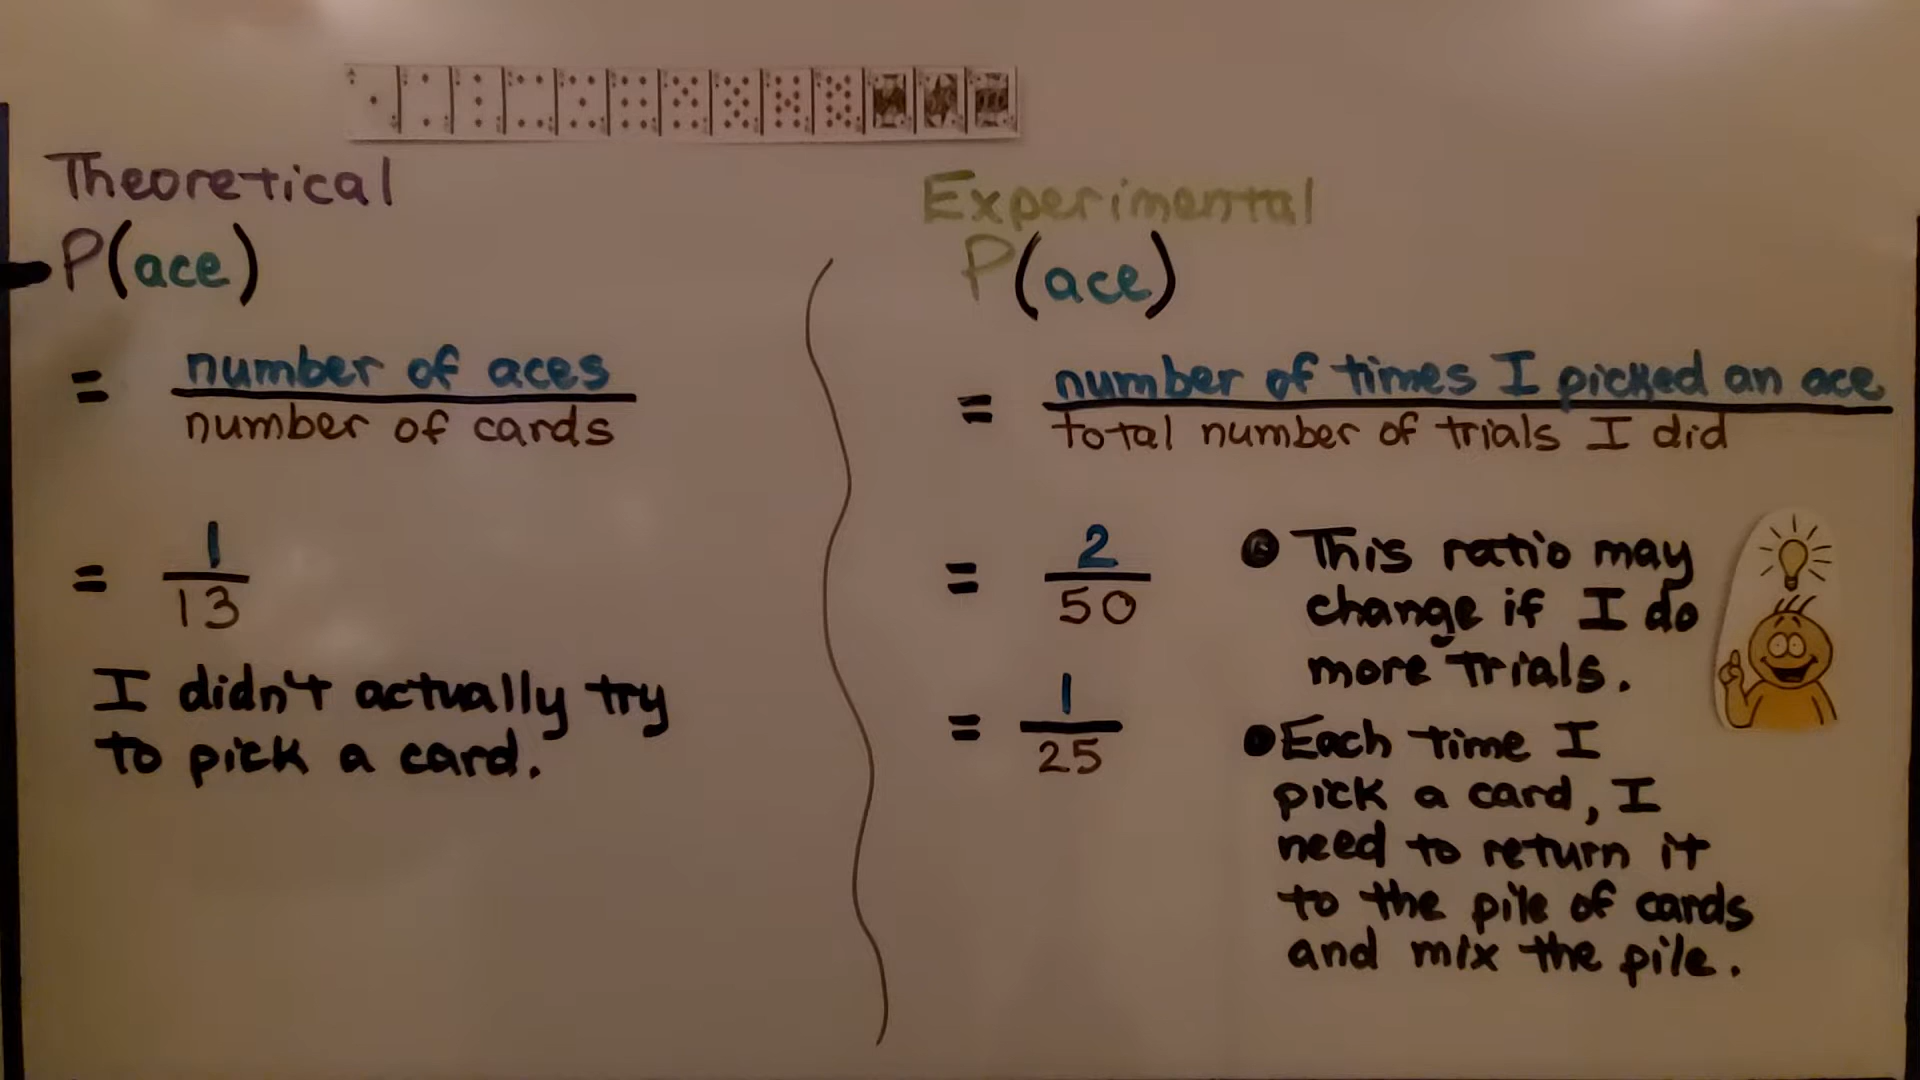 Theoretical
P(ace)
= number of aces
number of cards
= 1
13
I didn't actually try
to pick a card.
Experimental
P(ace)
= number of times I picked an ace
total number of trials I did
= 2
50
= 1
25
● This ratio may
change if I do
more trials.
● Each time I
pick a card, I
need to return it
to the pile of cards
and mix the pile.